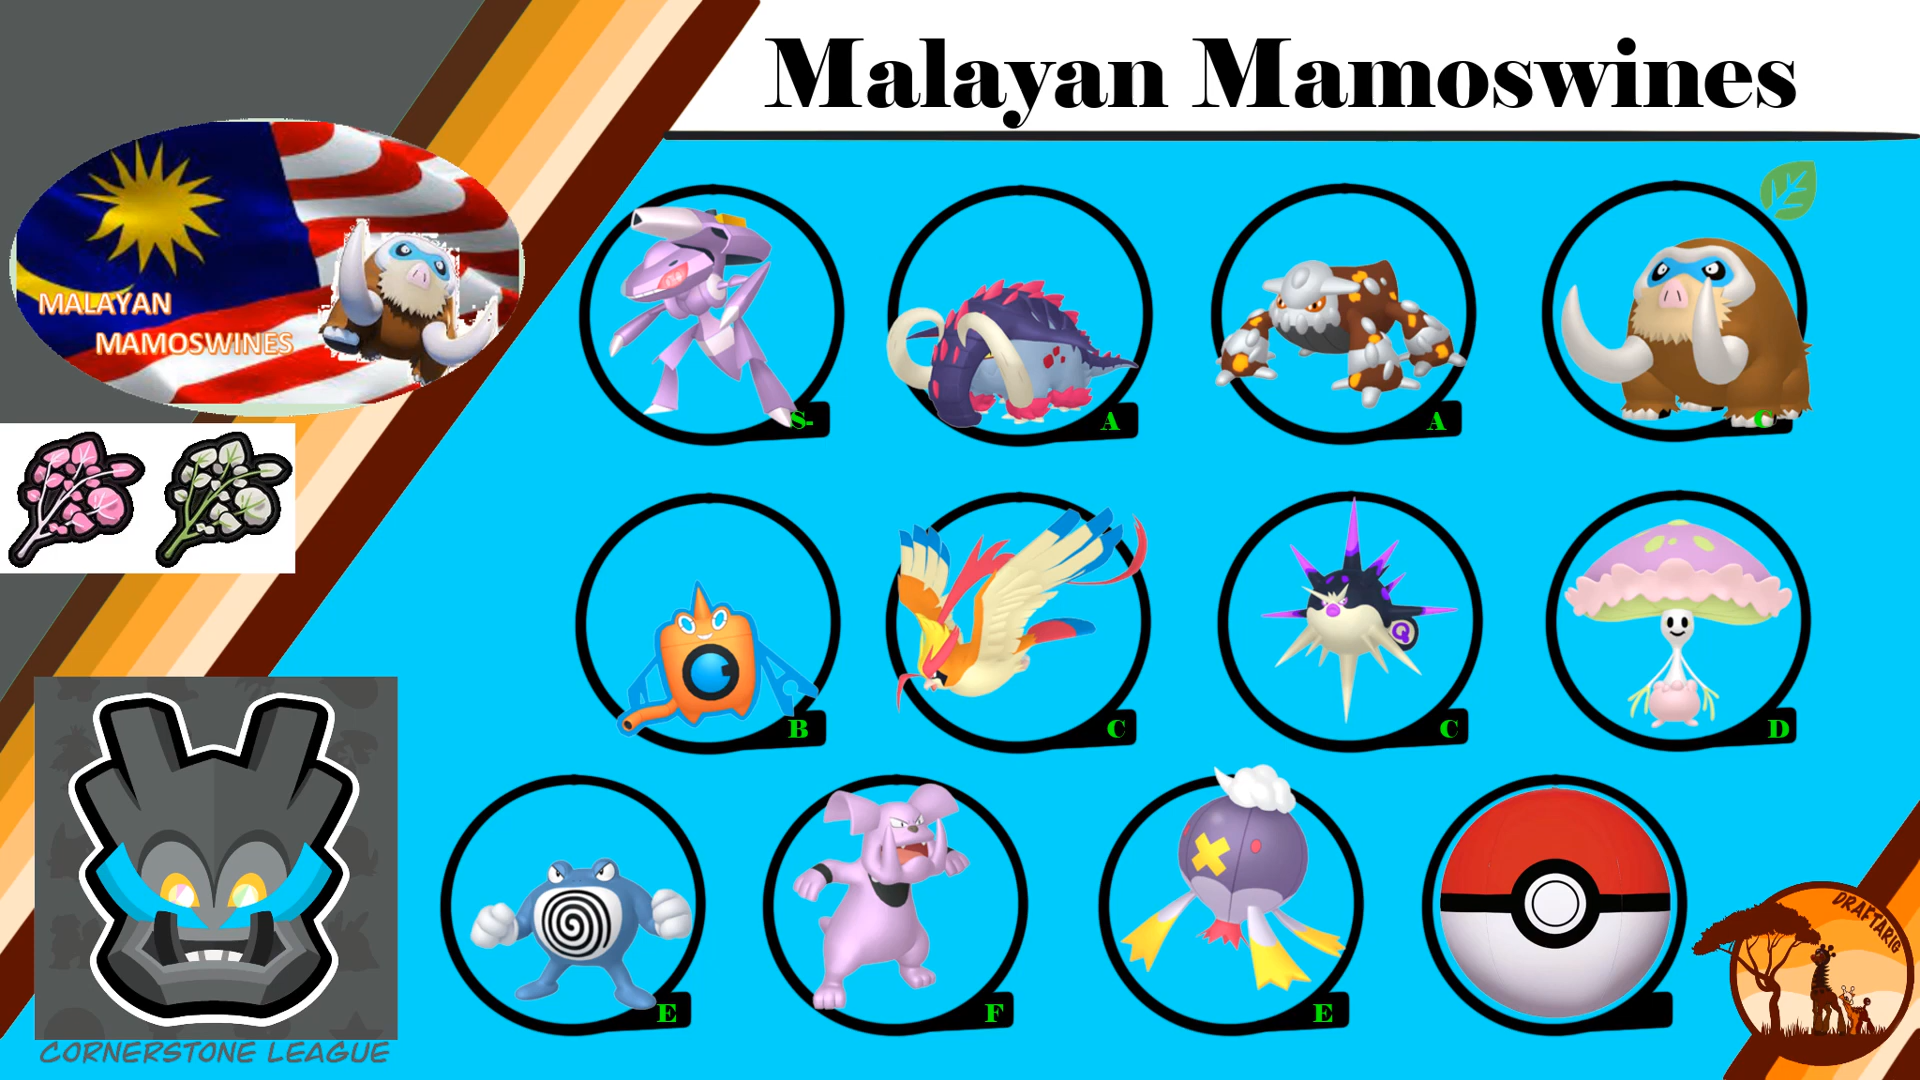 Malayan Mamoswines
MALAYAN
MAMOSWINES
S-
A
A
C
B
C
C
Q
D
E
F
E
DRAFTARIG
CORNERSTONE LEAGUE